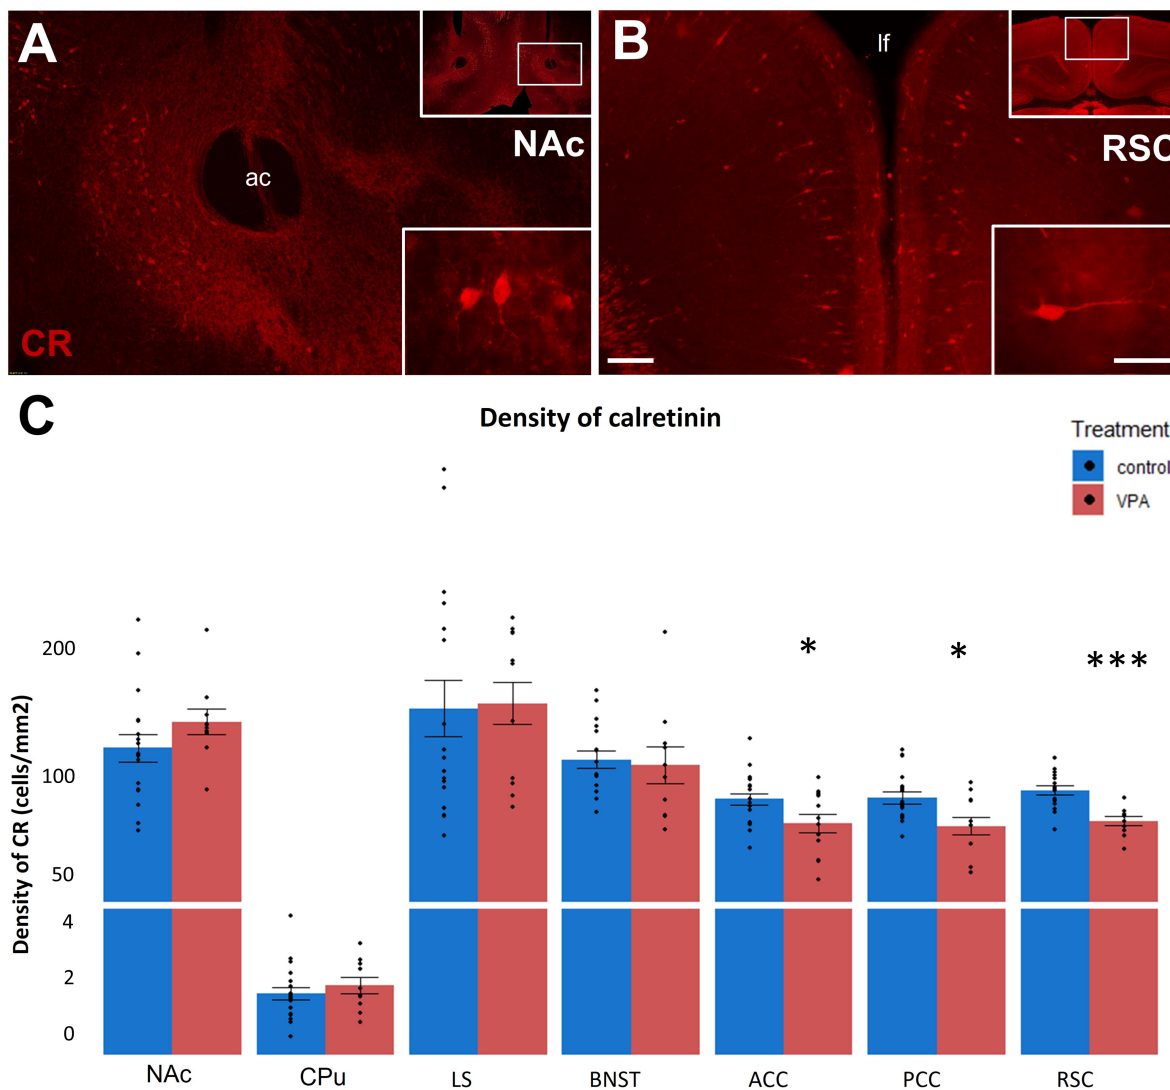 A
B
lf
NAc
RSC
ac
CR
C
Density of calretinin
Treatment
control
VPA
Density of CR (cells/mm2)
200
100
50
4
2
0
*
*
***
NAc
CPu
LS
BNST
ACC
PCC
RSC